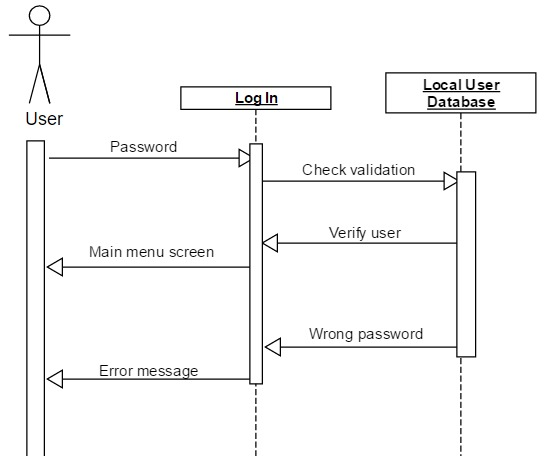 User
Log In
Local User
Database
Password
Check validation
Verify user
Main menu screen
Wrong password
Error message